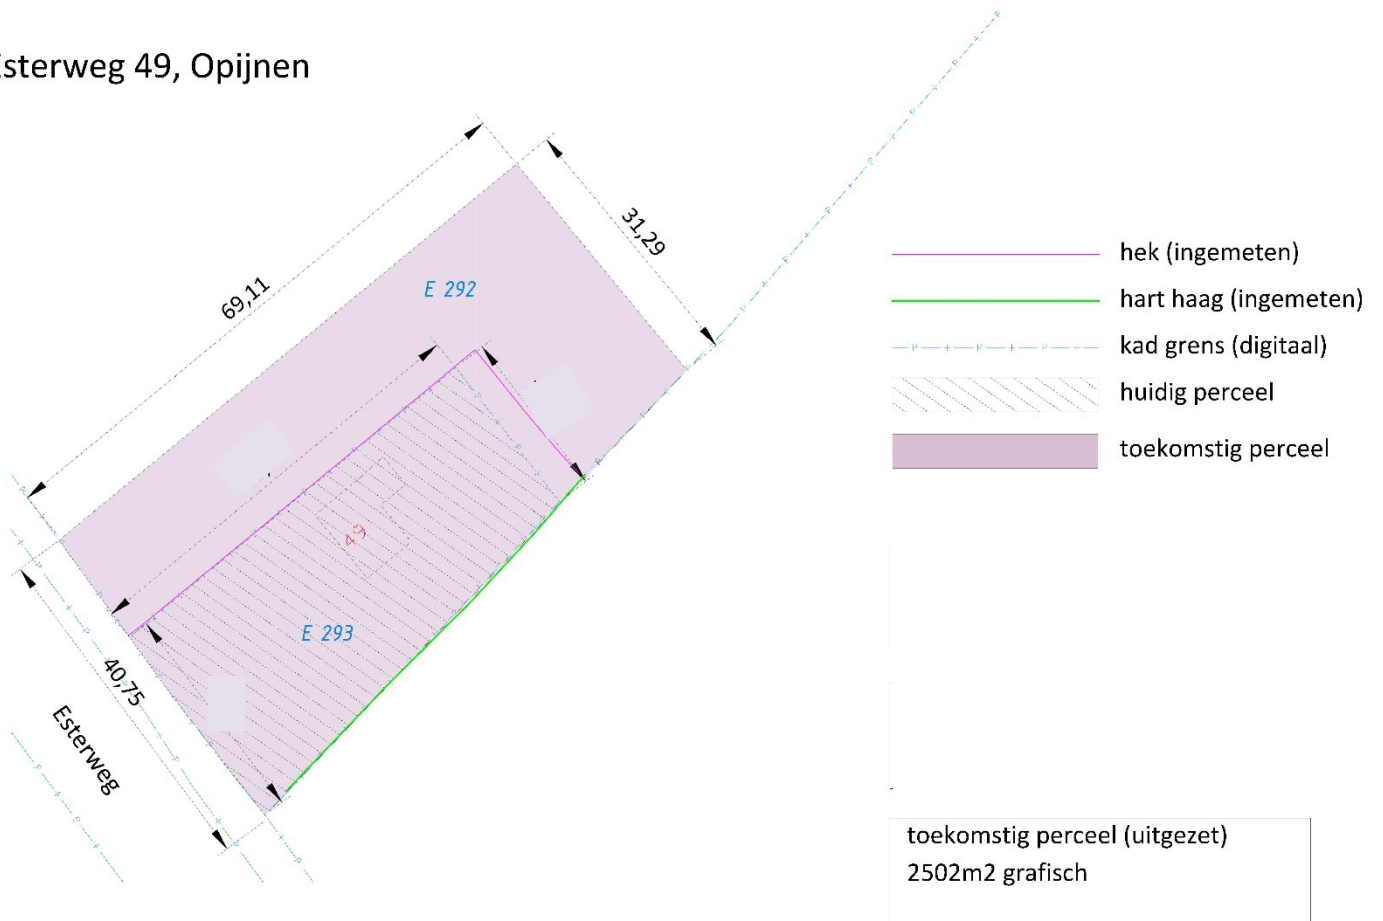 sterweg 49, Opijnen
69,11
31,29
E 292
49
E 293
40,75
Esterweg
hek (ingemeten)
hart haag (ingemeten)
kad grens (digitaal)
huidig perceel
toekomstig perceel
toekomstig perceel (uitgezet)
2502m2 grafisch